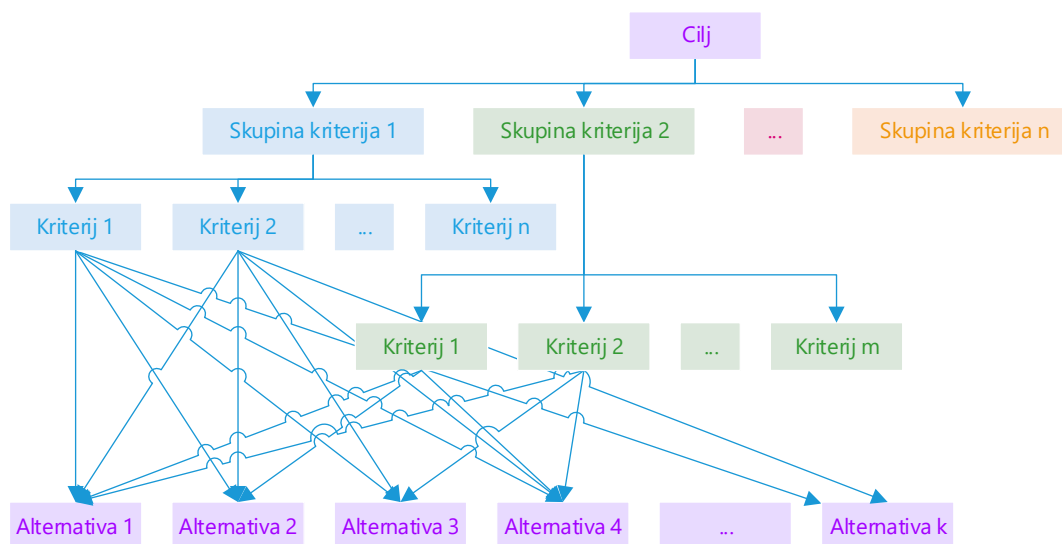 Cilj
Skupina kriterija 1
Skupina kriterija 2
...
Skupina kriterija n
Kriterij 1
Kriterij 2
...
Kriterij n
Kriterij 1
Kriterij 2
...
Kriterij m
Alternativa 1
Alternativa 2
Alternativa 3
Alternativa 4
...
Alternativa k